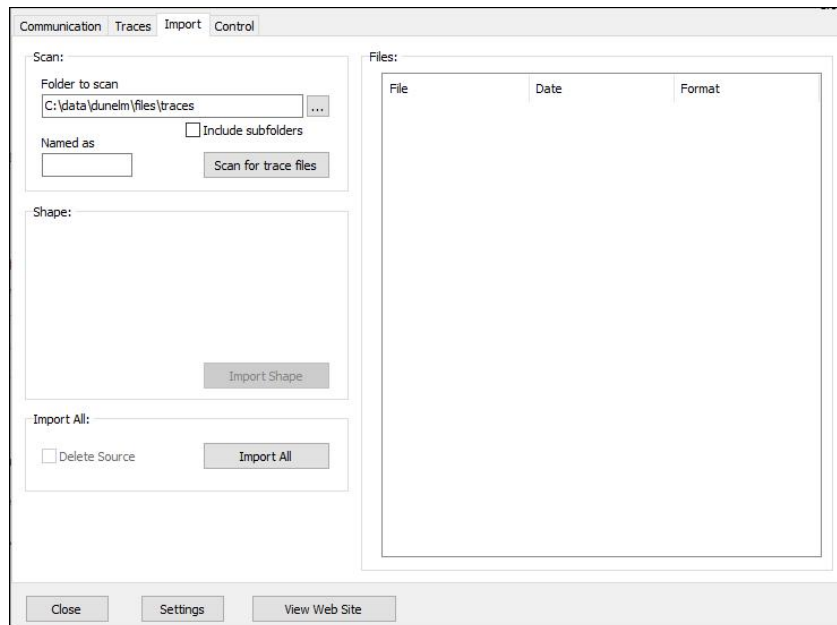 Communication Traces Import Control
Scan:
Folder to scan
C:\data\dunelm\files\traces ...
Include subfolders
Named as
Scan for trace files
Shape:
Import Shape
Import All:
Delete Source Import All
Files:
File Date Format
Close Settings View Web Site